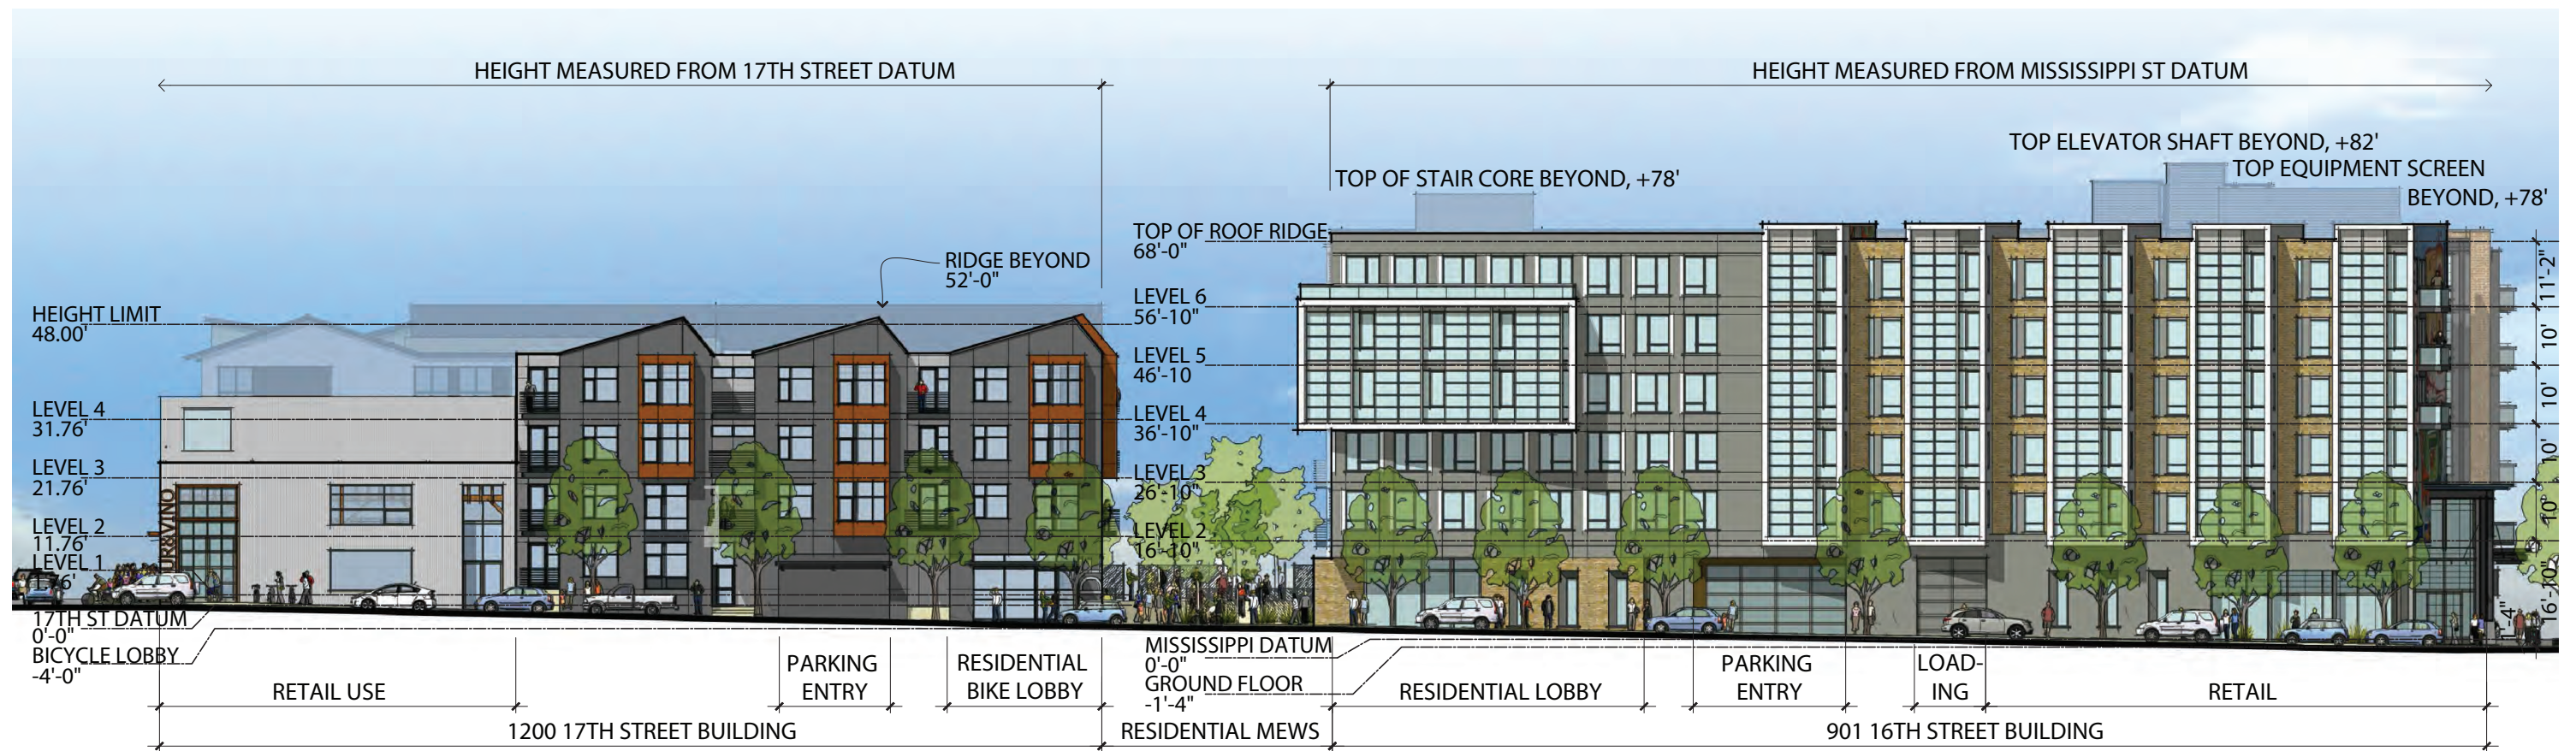 HEIGHT MEASURED FROM 17TH STREET DATUM
HEIGHT MEASURED FROM MISSISSIPPI ST DATUM
TOP ELEVATOR SHAFT BEYOND, +82'
TOP EQUIPMENT SCREEN
BEYOND, +78'
TOP OF STAIR CORE BEYOND, +78'
RIDGE BEYOND
52'-0"
HEIGHT LIMIT
48.00'
LEVEL 4
31.76'
LEVEL 3
21.76'
LEVEL 2
11.76'
LEVEL 1
17TH ST DATUM
0'-0"
BICYCLE LOBBY
-4'-0"
TOP OF ROOF RIDGE
68'-0"
LEVEL 6
56'-10"
LEVEL 5
46'-10
LEVEL 4
36'-10"
LEVEL 3
26'-10"
LEVEL 2
16'-10"
MISSISSIPPI DATUM
0'-0"
GROUND FLOOR
-1'-4"
11'-2"
10'
10'
10'
10'
16'-10"
1'-4"
RETAIL USE
PARKING
ENTRY
RESIDENTIAL
BIKE LOBBY
RESIDENTIAL LOBBY
PARKING
ENTRY
LOAD-
ING
RETAIL
1200 17TH STREET BUILDING
RESIDENTIAL MEWS
901 16TH STREET BUILDING